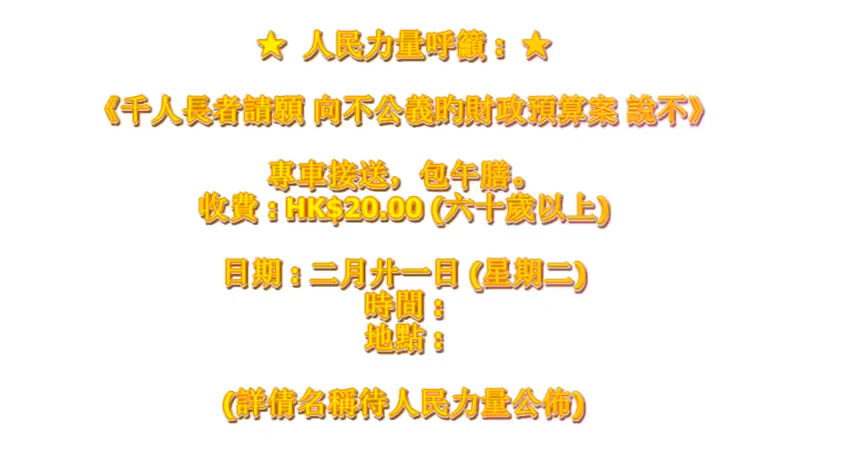 ★ 人民力量呼籲：★
《千人長者請願 向不公義旳財政預算案 說不》
專車接送，包午膳。
收費：HK$20.00 (六十歲以上)
日期：二月廿一日 (星期二)
時間：
地點：
(詳倩名稱待人民力量公佈)